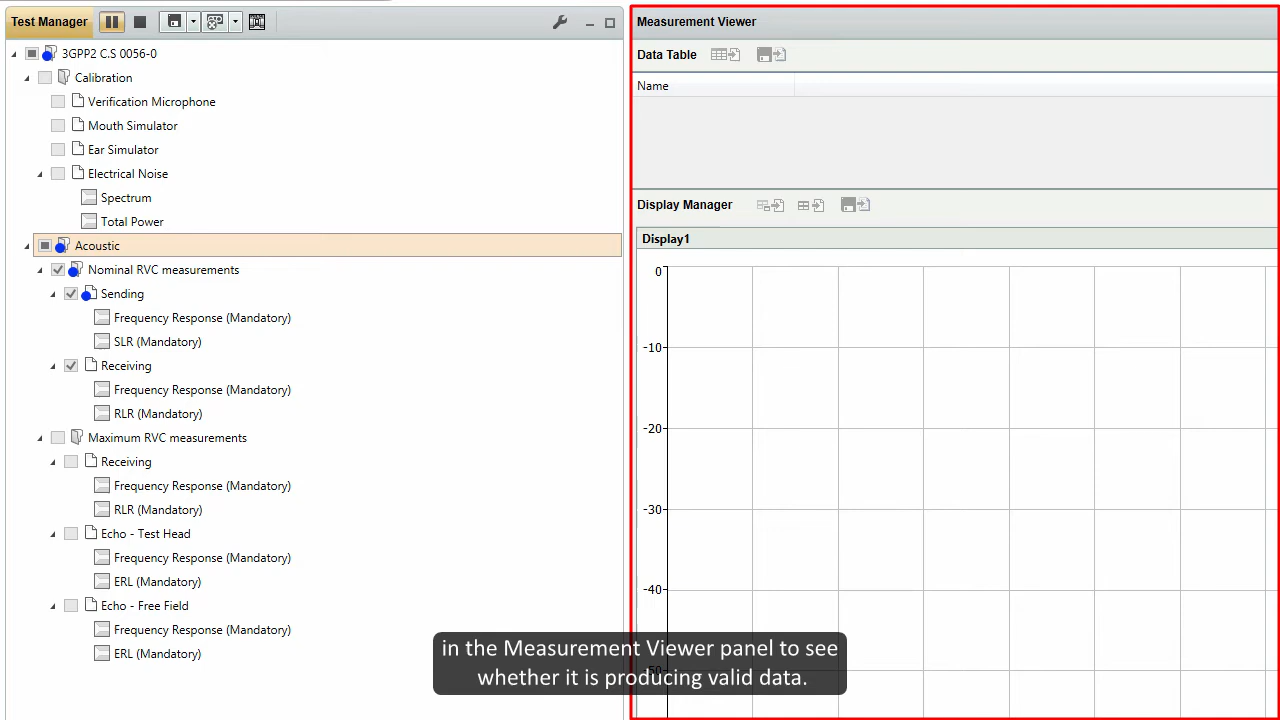 Test Manager
3GPP2 C.S 0056-0
Calibration
Verification Microphone
Mouth Simulator
Ear Simulator
Electrical Noise
Spectrum
Total Power
Acoustic
Nominal RVC measurements
Sending
Frequency Response (Mandatory)
SLR (Mandatory)
Receiving
Frequency Response (Mandatory)
RLR (Mandatory)
Maximum RVC measurements
Receiving
Frequency Response (Mandatory)
RLR (Mandatory)
Echo - Test Head
Frequency Response (Mandatory)
ERL (Mandatory)
Echo - Free Field
Frequency Response (Mandatory)
ERL (Mandatory)
Measurement Viewer
Data Table
Name
Display Manager
Display1
0
-10
-20
-30
-40
in the Measurement Viewer panel to see
whether it is producing valid data.